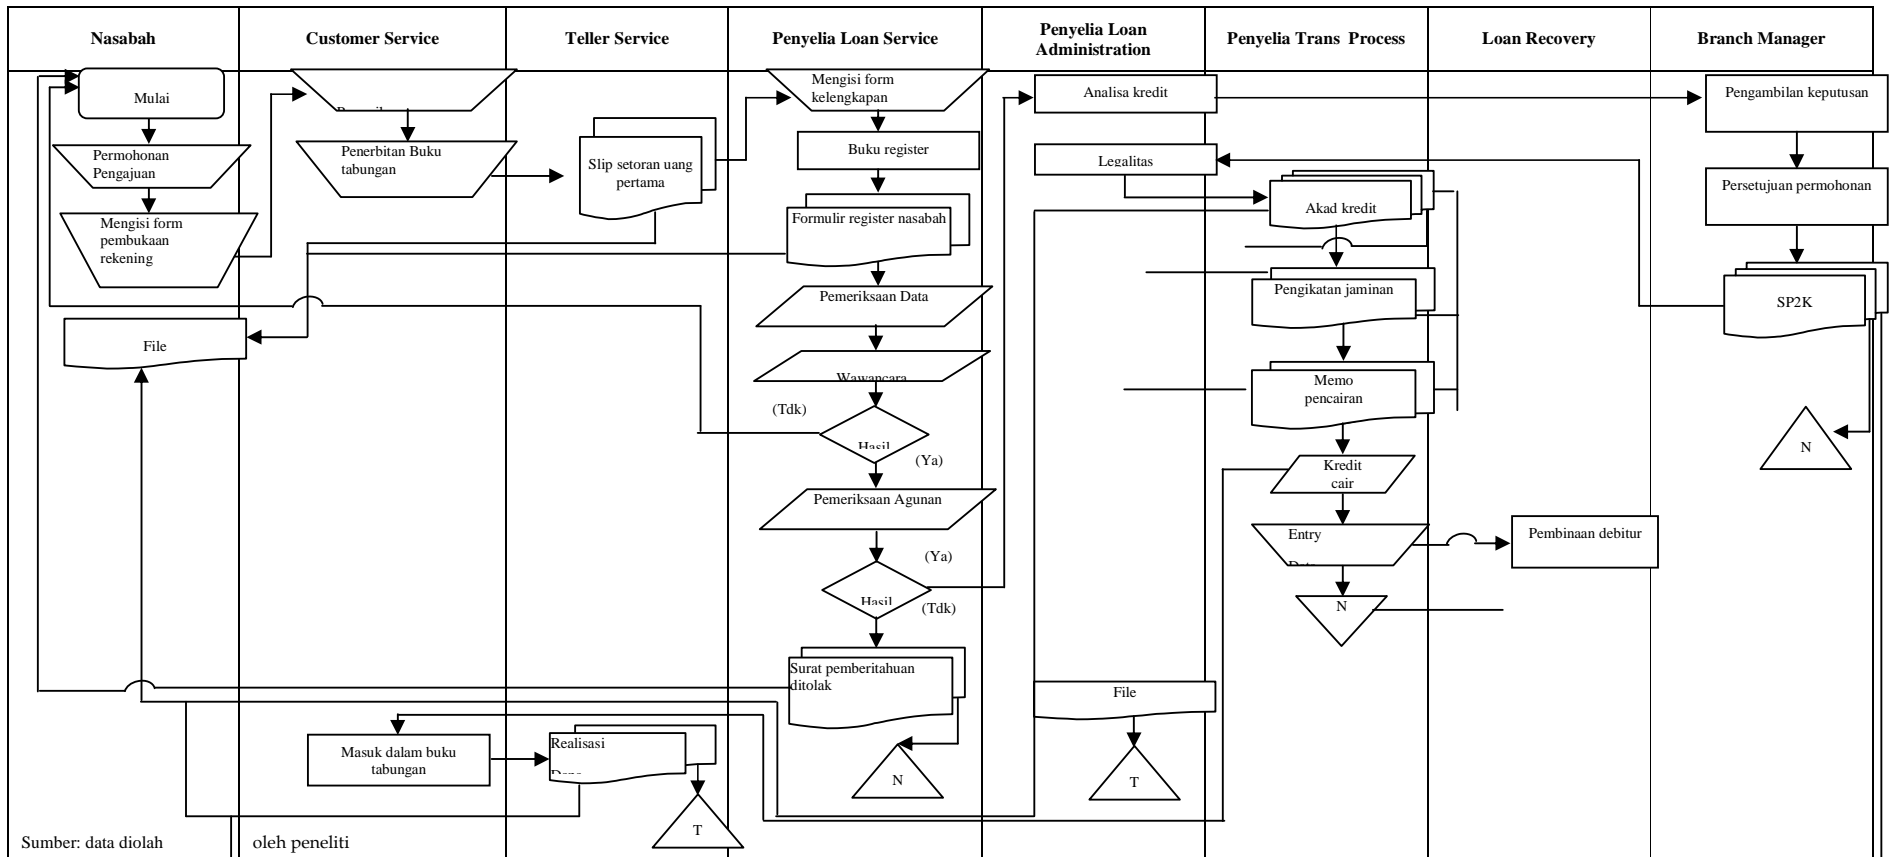 Nasabah
Customer Service
Teller Service
Penyelia Loan Service
Penyelia Loan
Administration
Penyelia Trans Process
Loan Recovery
Branch Manager
Mulai
Permohonan
Pengajuan
Mengisi form
pembukaan
rekening
File
Penerbitan Buku
tabungan
Slip setoran uang
pertama
Mengisi form
kelengkapan
Buku register
Formulir register nasabah
Pemeriksaan Data
Wawancara
(Tdk)
Hasil
(Ya)
Pemeriksaan Agunan
(Ya)
Hasil
(Tdk)
Surat pemberitahuan
ditolak
N
Analisa kredit
Legalitas
File
T
Akad kredit
Pengikatan jaminan
Memo
pencairan
Kredit
cair
Entry
N
Pembinaan debitur
Pengambilan keputusan
Persetujuan permohonan
SP2K
N
Masuk dalam buku
tabungan
Realisasi
T
Sumber: data diolah oleh peneliti